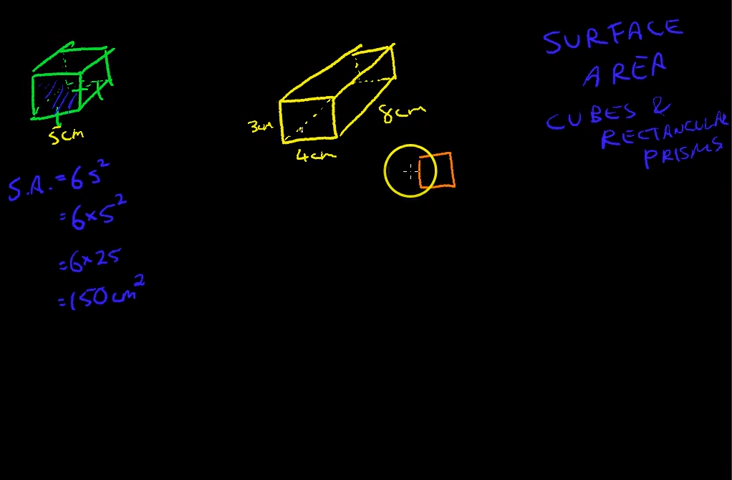 SURFACE
AREA
CUBES &
RECTANGULAR
PRISMS
5cm
S.A. = 6s²
= 6×5²
= 6×25
= 150cm²
3cm
4cm
8cm